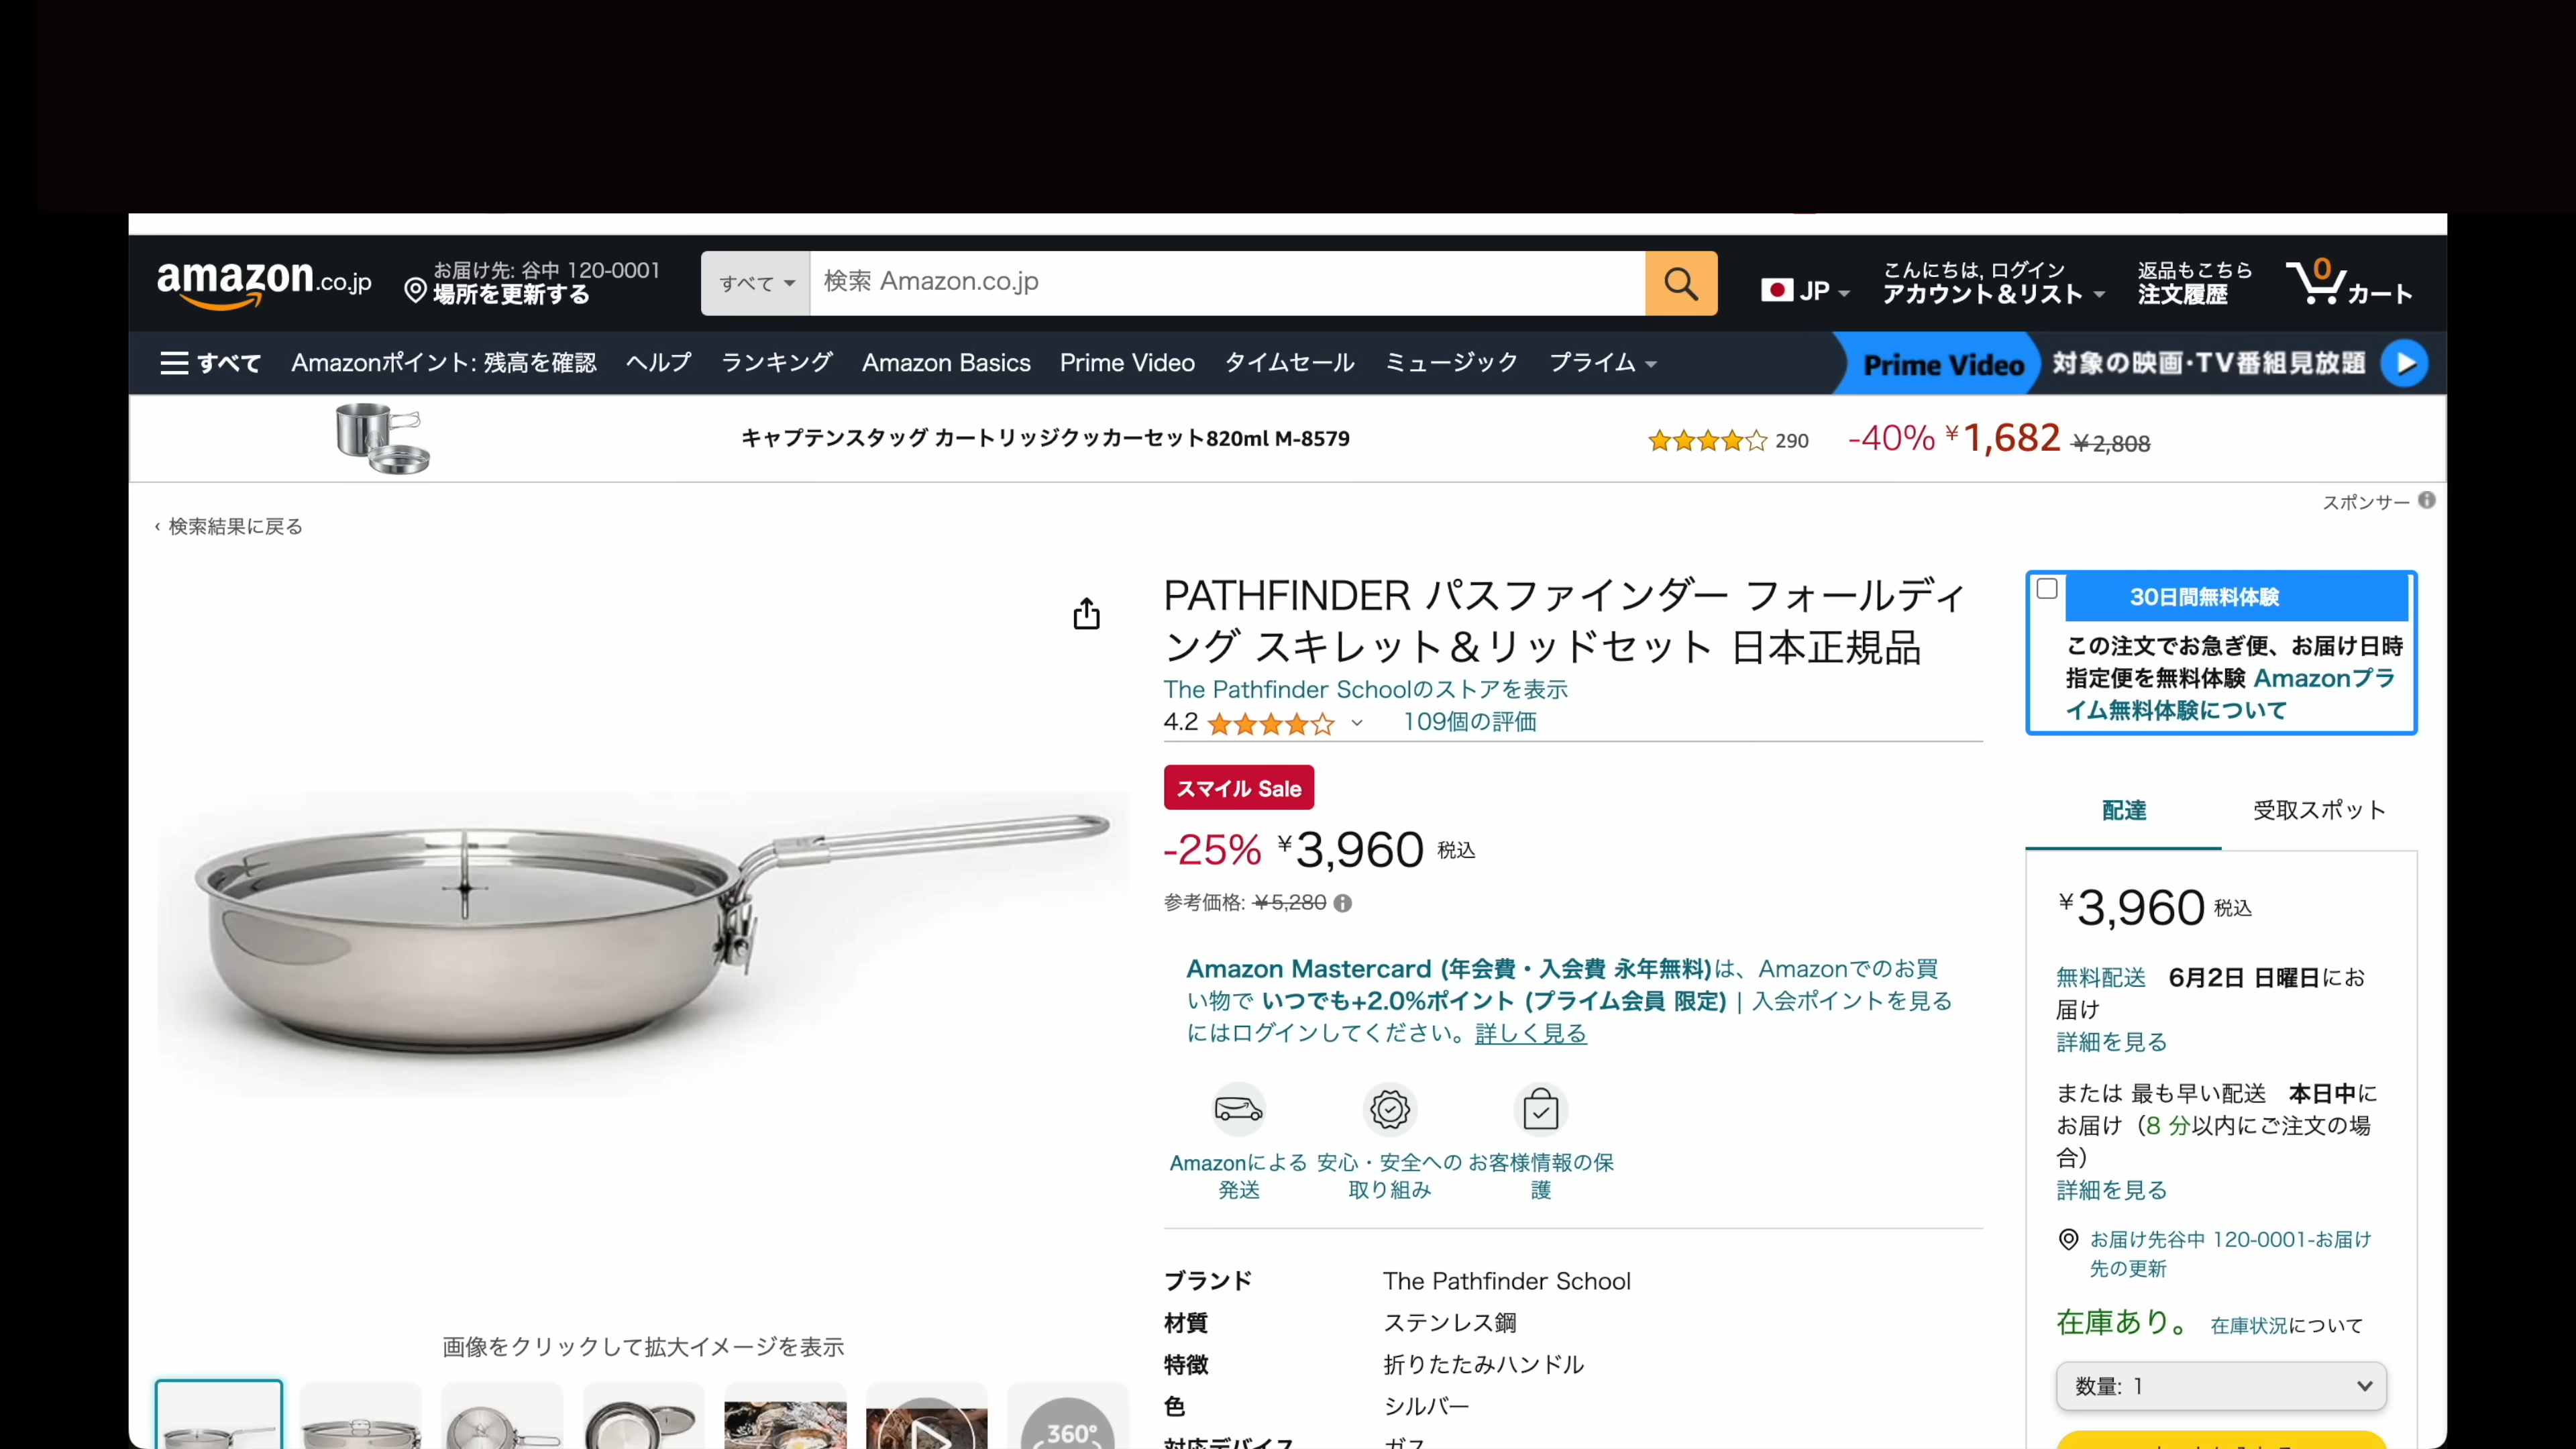 amazon.co.jp
お届け先: 谷中 120-0001
場所を更新する
すべて
検索 Amazon.co.jp
JP
こんにちは, ログイン
アカウント＆リスト
返品もこちら
注文履歴
0
カート
すべて
Amazonポイント: 残高を確認
ヘルプ
ランキング
Amazon Basics
Prime Video
タイムセール
ミュージック
プライム
Prime Video 対象の映画･TV番組見放題
キャプテンスタッグ カートリッジクッカーセット820ml M-8579
290
-40% ￥1,682 ￥2,808
スポンサー
‹ 検索結果に戻る
PATHFINDER パスファインダー フォールディ
ング スキレット＆リッドセット 日本正規品
The Pathfinder Schoolのストアを表示
4.2
109個の評価
スマイル Sale
-25% ￥3,960 税込
参考価格: ￥5,280
Amazon Mastercard (年会費・入会費 永年無料)は、Amazonでのお買
い物で いつでも+2.0%ポイント (プライム会員 限定) | 入会ポイントを見る
にはログインしてください。詳しく見る
Amazonによる
発送
安心・安全への
取り組み
お客様情報の保
護
ブランド The Pathfinder School
材質 ステンレス鋼
特徴 折りたたみハンドル
色 シルバー
対応デバイス ガス
画像をクリックして拡大イメージを表示
360°
30日間無料体験
この注文でお急ぎ便、お届け日時
指定便を無料体験 Amazonプラ
イム無料体験について
配達
受取スポット
￥3,960 税込
無料配送 6月2日 日曜日にお
届け
詳細を見る
または 最も早い配送 本日中に
お届け（8 分以内にご注文の場
合）
詳細を見る
お届け先谷中 120-0001-お届け
先の更新
在庫あり。 在庫状況について
数量: 1